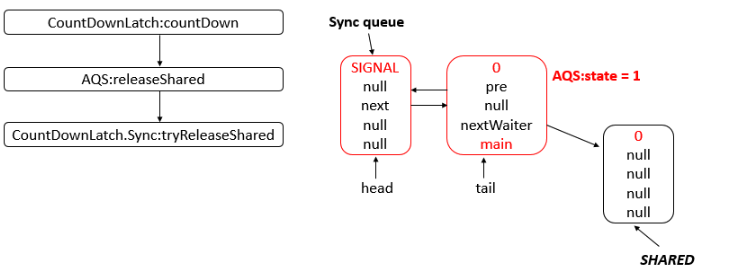 CountDownLatch:countDown
AQS:releaseShared
CountDownLatch.Sync:tryReleaseShared
Sync queue
SIGNAL
null
next
null
null
head
0
pre
null
nextWaiter
main
tail
AQS:state = 1
0
null
null
null
null
SHARED